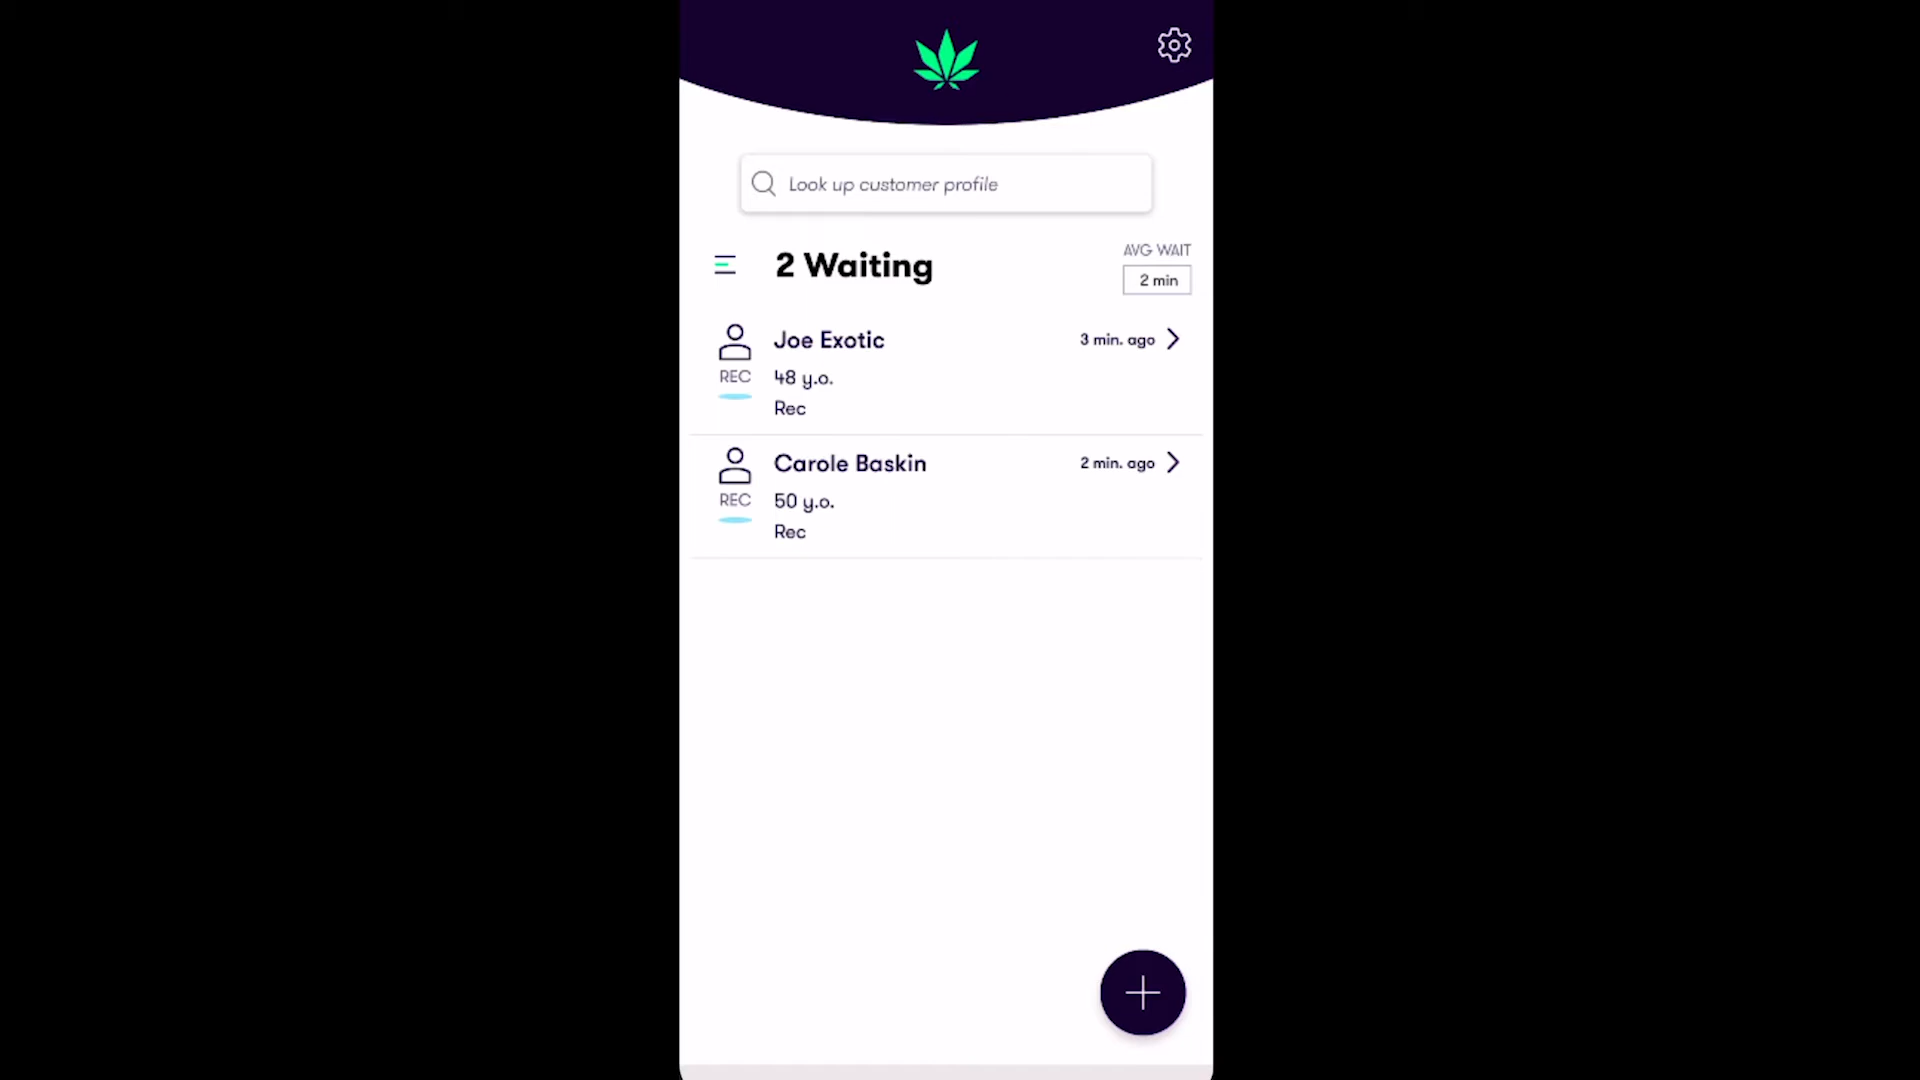 Look up customer profile
2 Waiting
AVG WAIT
2 min
Joe Exotic
3 min. ago
REC
48 y.o.
Rec
Carole Baskin
2 min. ago
REC
50 y.o.
Rec